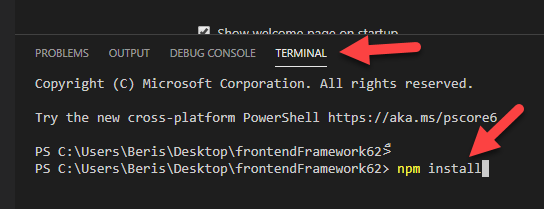 Show welcome page on startup
PROBLEMS OUTPUT DEBUG CONSOLE TERMINAL
Copyright (C) Microsoft Corporation. All rights reserved.
Try the new cross-platform PowerShell https://aka.ms/pscore6
PS C:\Users\Beris\Desktop\frontendFramework62>
PS C:\Users\Beris\Desktop\frontendFramework62> npm install